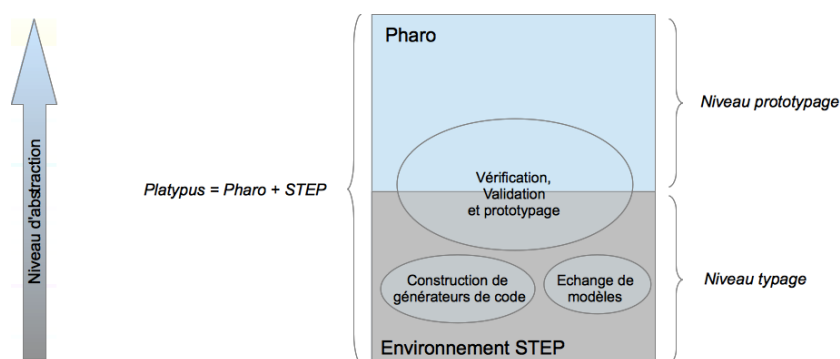 Pharo
Niveau prototypage
Niveau d'abstraction
Platypus = Pharo + STEP
Vérification,
Validation
et prototypage
Construction de
générateurs de code
Echange de
modèles
Niveau typage
Environnement STEP